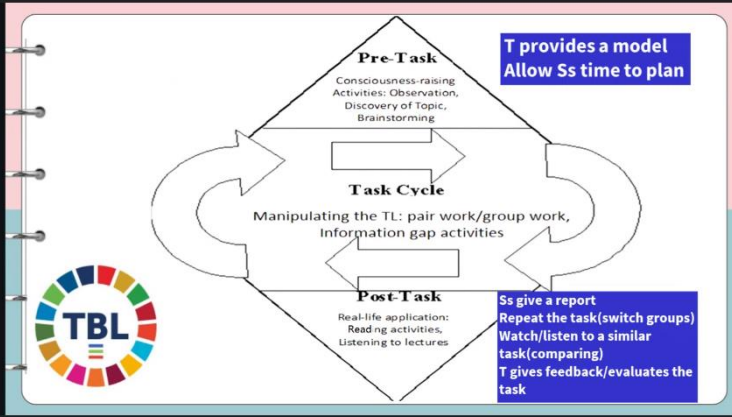 T provides a model
Allow Ss time to plan
Pre-Task
Consciousness-raising
Activities: Observation,
Discovery of Topic,
Brainstorming
Task Cycle
Manipulating the TL: pair work/group work,
Information gap activities
Post-Task
Real-life application:
Reading activities,
Listening to lectures
TBL
Ss give a report
Repeat the task(switch groups)
Watch/listen to a similar
task(comparing)
T gives feedback/evaluates the
task